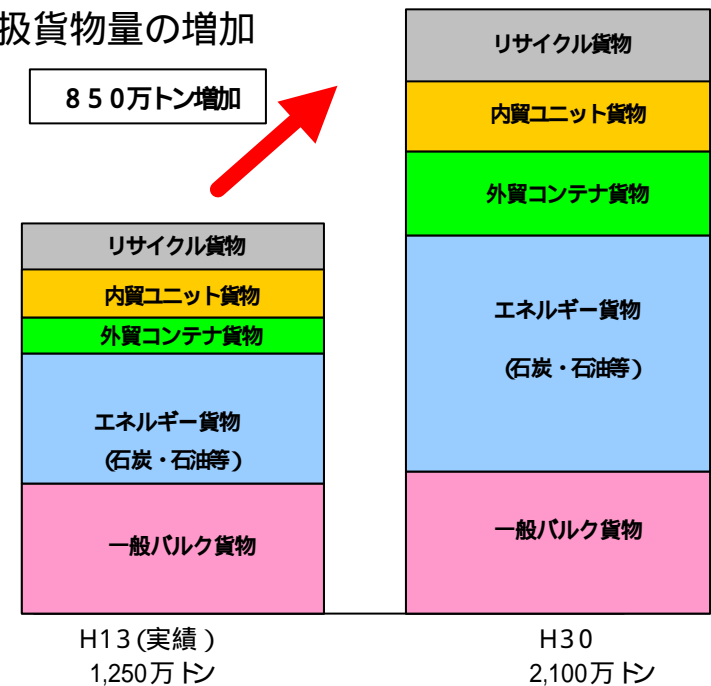 扱貨物量の増加
850万トン増加
リサイクル貨物
内貿ユニット貨物
外貿コンテナ貨物
エネルギー貨物
(石炭・石油等)
一般バルク貨物
リサイクル貨物
内貿ユニット貨物
外貿コンテナ貨物
エネルギー貨物
(石炭・石油等)
一般バルク貨物
H13(実績)
1,250万トン
H30
2,100万トン